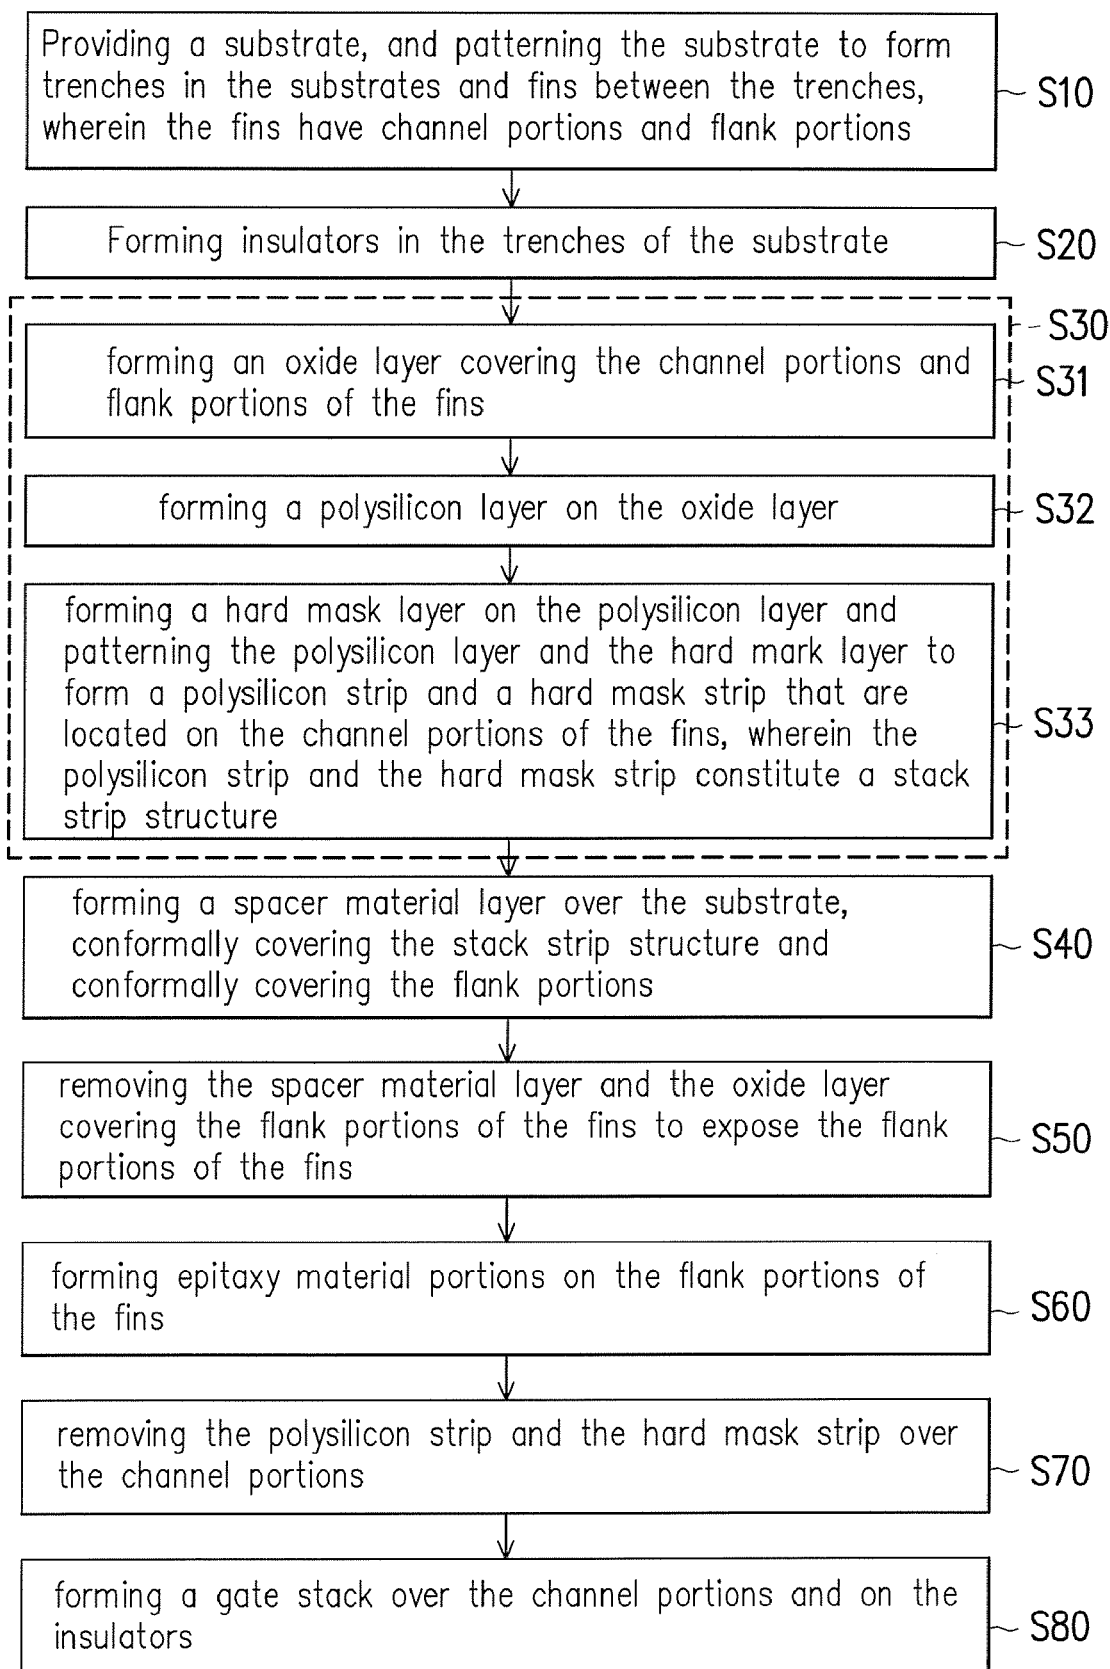 Providing a substrate, and patterning the substrate to form
trenches in the substrates and fins between the trenches,
wherein the fins have channel portions and flank portions
S10
Forming insulators in the trenches of the substrate
S20
S30
forming an oxide layer covering the channel portions and
flank portions of the fins
S31
forming a polysilicon layer on the oxide layer
S32
forming a hard mask layer on the polysilicon layer and
patterning the polysilicon layer and the hard mark layer to
form a polysilicon strip and a hard mask strip that are
located on the channel portions of the fins, wherein the
polysilicon strip and the hard mask strip constitute a stack
strip structure
S33
forming a spacer material layer over the substrate,
conformally covering the stack strip structure and
conformally covering the flank portions
S40
removing the spacer material layer and the oxide layer
covering the flank portions of the fins to expose the flank
portions of the fins
S50
forming epitaxy material portions on the flank portions of
the fins
S60
removing the polysilicon strip and the hard mask strip over
the channel portions
S70
forming a gate stack over the channel portions and on the
insulators
S80